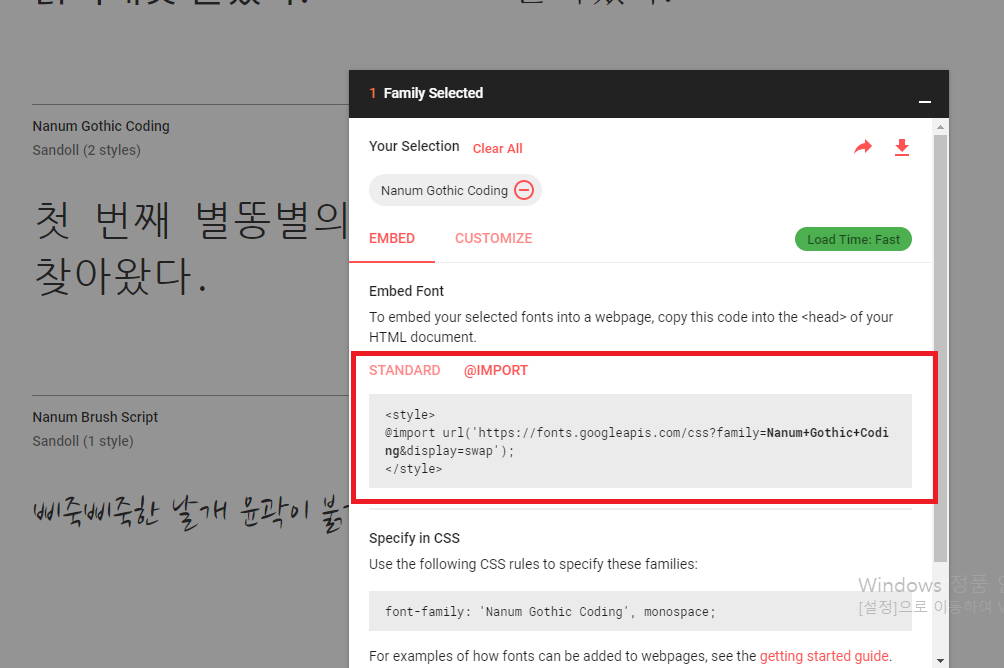 1 Family Selected
Nanum Gothic Coding
Sandoll (2 styles)
첫 번째 별똥별의
찾아왔다.
Nanum Brush Script
Sandoll (1 style)
삐죽삐죽한 날개 윤곽이 붉
Your Selection Clear All
Nanum Gothic Coding
EMBED CUSTOMIZE Load Time: Fast
Embed Font
To embed your selected fonts into a webpage, copy this code into the <head> of your
HTML document.
STANDARD @IMPORT
<style>
@import url('https://fonts.googleapis.com/css?family=Nanum+Gothic+Codi
ng&display=swap');
</style>
Specify in CSS
Use the following CSS rules to specify these families:
font-family: 'Nanum Gothic Coding', monospace;
For examples of how fonts can be added to webpages, see the getting started guide.
Windows 정품
[설정]으로 이동하여